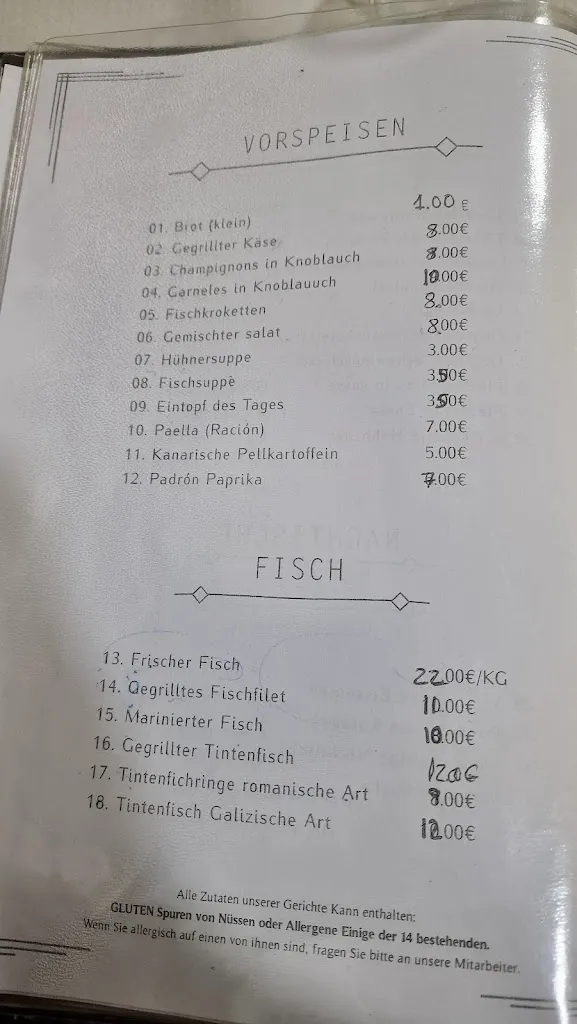 VORSPEISEN
01. Brot (klein) 1.00 €
02. Gegrillter Käse 8.00€
03. Champignons in Knoblauch 8.00€
04. Garneles in Knoblauuch 10.00€
05. Fischkroketten 8.00€
06. Gemischter salat 8.00€
07. Hühnersuppe 3.00€
08. Fischsuppe 3.50€
09. Eintopf des Tages 3.50€
10. Paella (Ración) 7.00€
11. Kanarische Pellkartoffein 5.00€
12. Padrón Paprika 7.00€
FISCH
13. Frischer Fisch 22.00€/KG
14. Gegrilltes Fischfilet 10.00€
15. Marinierter Fisch 10.00€
16. Gegrillter Tintenfisch
17. Tintenfichringe romanische Art 9.00€
18. Tintenfisch Galizische Art 12.00€
Alle Zutaten unserer Gerichte Kann enthalten:
GLUTEN Spuren von Nüssen oder Allergene Einige der 14 bestehenden.
Wenn Sie allergisch auf einen von ihnen sind, fragen Sie bitte an unsere Mitarbeiter.